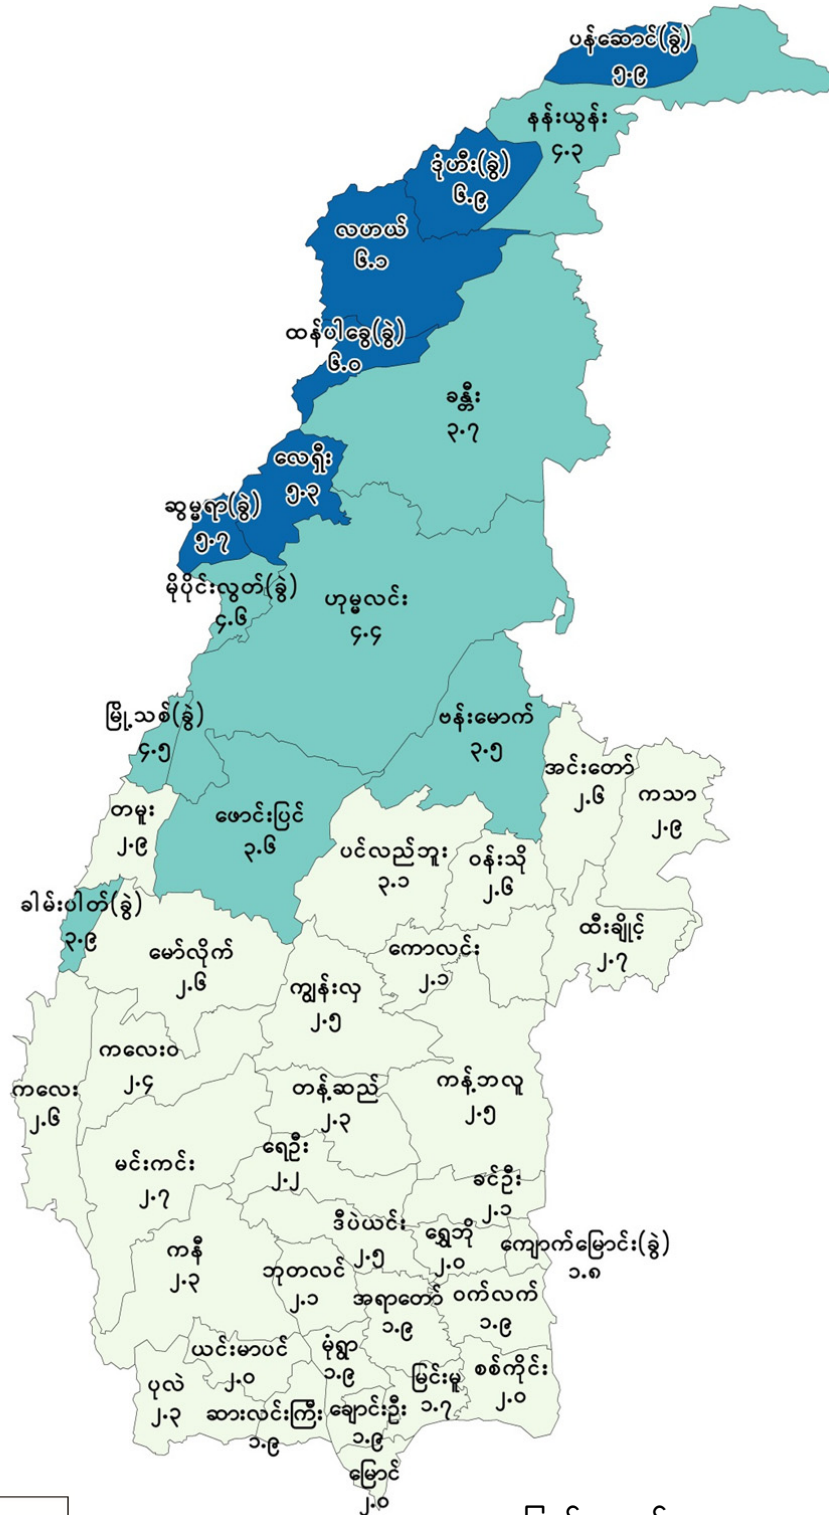 ပန်ဆောင်(ခွဲ)
၅.၉
နန်းယွန်း
၄.၃
ဒုံဟီး(ခွဲ)
၆.၉
လဟယ်
၆.၁
ထန်ပါခွေ(ခွဲ)
၆.၀
ခန္တီး
၃.၇
လေရှီး
၅.၃
ဆွမ္မရာ(ခွဲ)
၅.၇
မိုပိုင်းလွတ်(ခွဲ)
၄.၆
ဟုမ္မလင်း
၄.၄
မြို့သစ်(ခွဲ)
၄.၅
ဗန်းမောက်
၃.၅
အင်းတော်
၂.၆
ကသာ
၂.၉
တမူး
၂.၉
ဖောင်းပြင်
၃.၆
ပင်လည်ဘူး
၃.၁
ဝန်းသို
၂.၆
ခါမ်းပါတ်(ခွဲ)
၃.၉
မော်လိုက်
၂.၆
ကောလင်း
၂.၁
ထီးချိုင့်
၂.၇
ကျွန်းလှ
၂.၅
ကလေးဝ
၂.၄
ကလေး
၂.၆
တန့်ဆည်
၂.၃
ကန့်ဘလူ
၂.၅
မင်းကင်း
၂.၇
ရေဦး
၂.၂
ခင်ဦး
၂.၁
ဒီပဲယင်း
၂.၅
ရွှေဘို
၂.၀
ကျောက်မြောင်း(ခွဲ)
၁.၈
ကနီ
၂.၃
ဘုတလင်
၂.၁
အရာတော်
၁.၉
ဝက်လက်
၁.၉
ယင်းမာပင်
၂.၀
မုံရွာ
၁.၉
မြင်းမူ
၁.၇
စစ်ကိုင်း
၂.၀
ပုလဲ
၂.၃
ဆားလင်းကြီး
၁.၉
ချောင်းဦး
၁.၉
မြောင်
၂.၀